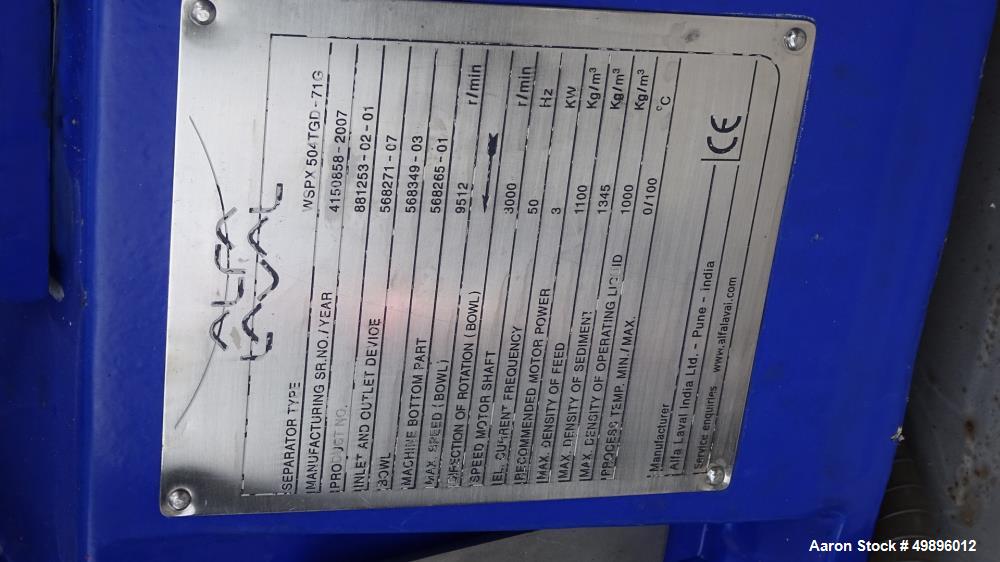 ALFA
LAVAL
SEPARATOR TYPE WSPX 504TGD-71G
MANUFACTURING SR.NO./YEAR 4150858-2007
PRODUCT NO. 881253-02-01
INLET AND OUTLET DEVICE 568271-07
BOWL 568349-03
MACHINE BOTTOM PART 568265-01
MAX. SPEED (BOWL) 9512 r/min
DIRECTION OF ROTATION (BOWL)
SPEED MOTOR SHAFT 3000 r/min
EL. CURRENT FREQUENCY 50 Hz
RECOMMENDED MOTOR POWER 3 KW
MAX. DENSITY OF FEED 1100 Kg/m³
MAX. DENSITY OF SEDIMENT 1345 Kg/m³
MAX. DENSITY OF OPERATING LIQUID 1000 Kg/m³
PROCESS TEMP. MIN./MAX. 0/100 °C
Manufacturer
Alfa Laval India Ltd. - Pune - india
Service enquiries www.alfalaval.com
CE
Aaron Stock # 49896012